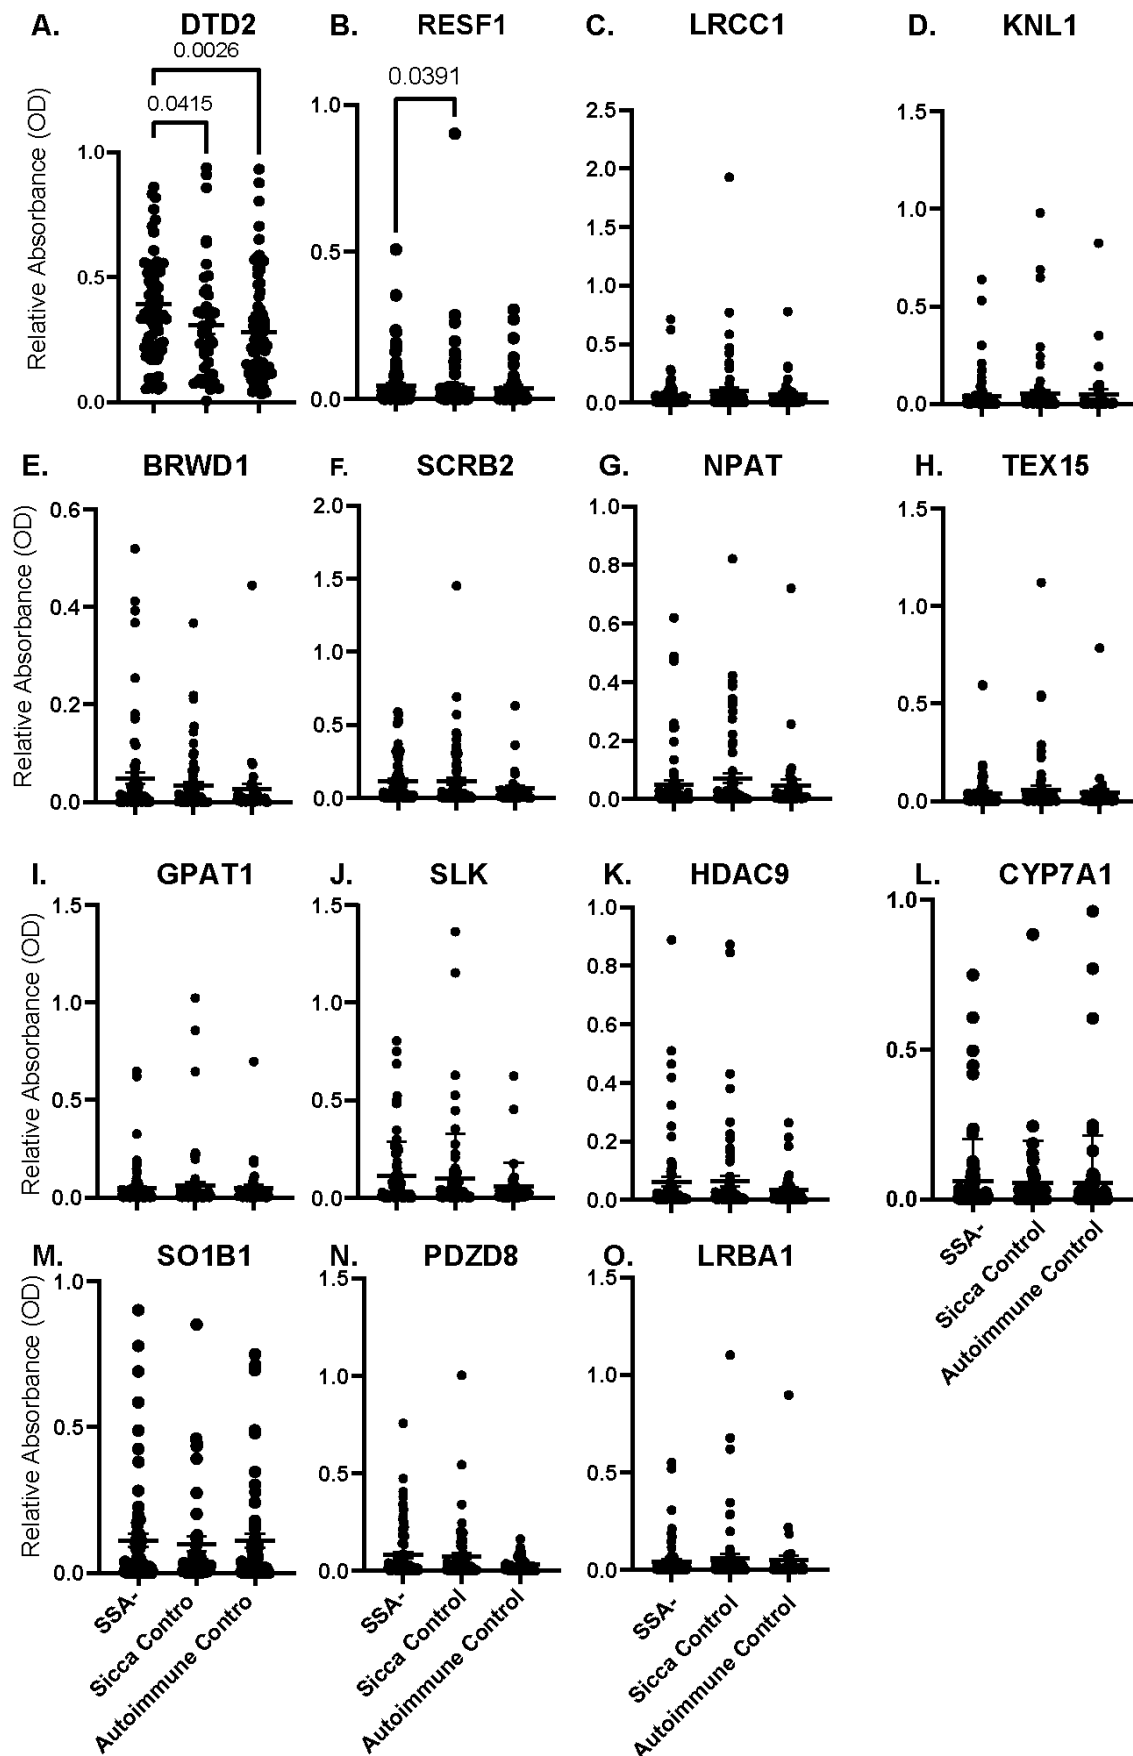 A. DTD2
B. RESF1
C. LRCC1
D. KNL1
0.0026
0.0415
0.0391
Relative Absorbance (OD)
1.0
0.5
0.0
1.0
0.5
0.0
2.5
2.0
1.5
1.0
0.5
0.0
1.5
1.0
0.5
0.0
E. BRWD1
F. SCRB2
G. NPAT
H. TEX15
Relative Absorbance (OD)
0.6
0.4
0.2
0.0
2.0
1.5
1.0
0.5
0.0
1.0
0.8
0.6
0.4
0.2
0.0
1.5
1.0
0.5
0.0
I. GPAT1
J. SLK
K. HDAC9
L. CYP7A1
Relative Absorbance (OD)
1.5
1.0
0.5
0.0
1.5
1.0
0.5
0.0
1.0
0.8
0.6
0.4
0.2
0.0
1.0
0.5
0.0
SSA-
Sicca Control
Autoimmune Control
M. SO1B1
N. PDZD8
O. LRBA1
Relative Absorbance (OD)
1.0
0.5
0.0
1.5
1.0
0.5
0.0
1.5
1.0
0.5
0.0
SSA-
Sicca Contro
Autoimmune Contro
SSA-
Sicca Control
Autoimmune Control
SSA-
Sicca Control
Autoimmune Control